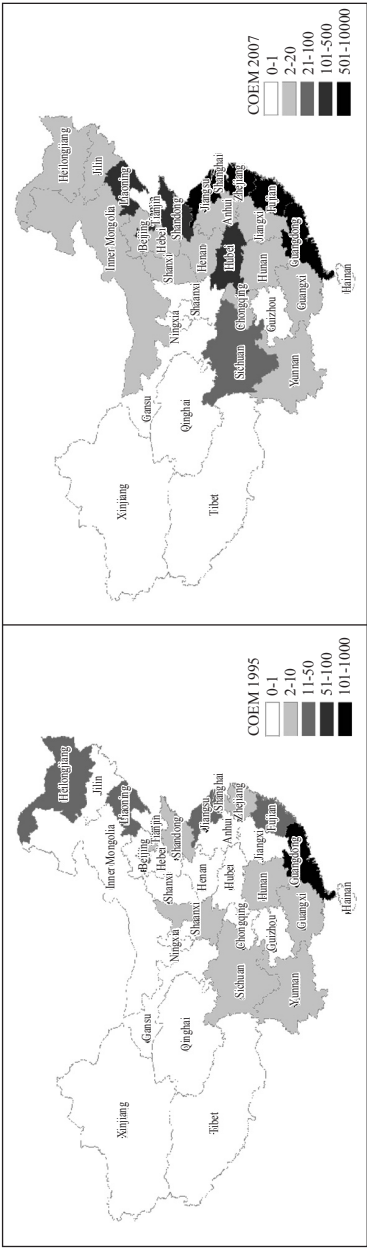 COEM 1995
0-1
2-10
11-50
51-100
101-1000
Heilongjiang
Jilin
Inner Mongolia
Liaoning
Xinjiang
Gansu
Beijing
Tianjin
Hebei
Ningxia
Shanxi
Shandong
Qinghai
Shaanxi
Henan
Jiangsu
Tibet
Anhui
Shanghai
Hubei
Sichuan
Chongqing
Zhejiang
Hunan
Jiangxi
Guizhou
Fujian
Yunnan
Guangxi
Guangdong
Hainan
COEM 2007
0-1
2-20
21-100
101-500
501-10000
Heilongjiang
Jilin
Inner Mongolia
Liaoning
Xinjiang
Gansu
Beijing
Tianjin
Hebei
Ningxia
Shanxi
Shandong
Qinghai
Shaanxi
Henan
Jiangsu
Tibet
Anhui
Shanghai
Hubei
Sichuan
Chongqing
Zhejiang
Hunan
Jiangxi
Guizhou
Fujian
Yunnan
Guangxi
Guangdong
Hainan